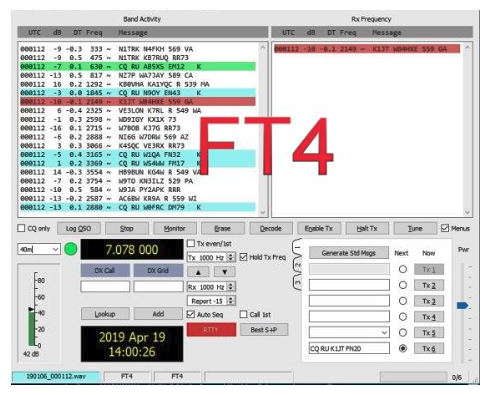 Band Activity
Rx Frequency
UTC dB DT Freq Message
UTC dB DT Freq Message
000112 -9 -0.3 333 ~ N1TRK N4FKH 569 VA
000112 -9 0.5 475 ~ N1TRK KB7RUQ RR73
000112 -7 0.1 630 ~ CQ RU AB5XS EM12 K
000112 -13 0.5 817 ~ NZ7P WA7JAY 589 CA
000112 16 0.2 1292 ~ KB0VHA KA1YQC R 539 MA
000112 -3 0.0 1845 ~ CQ RU N9OY EN43 K
000112 -10 -0.1 2149 ~ K1JT WB4HXE 559 GA
000112 -6 -0.4 2325 ~ VE3LON K7RL R 549 WA
000112 -1 0.3 2598 ~ WD9IGY KX1X 73
000112 -16 0.1 2715 ~ W7BOB K3TG RR73
000112 -6 0.2 2888 ~ NI6G W7DRW 569 AZ
000112 3 0.3 3066 ~ K4SQC VE3RX RR73
000112 -5 0.4 3165 ~ CQ RU W1QA FN32 K
000112 1 0.2 3369 ~ CQ RU WS4WW FM17 K
000112 14 -0.3 3554 ~ HB9BUN KG4W R 549 VA
000112 -7 0.2 3754 ~ W9TO KN3ILZ 529 PA
000112 -10 0.5 584 ~ W9JA PY2APK RRR
000112 -13 -0.2 2587 ~ AC6BW KR9A R 559 WI
000112 -13 0.1 2880 ~ CQ RU W0FRC DM79 K
000112 -10 -0.1 2149 ~ K1JT WB4HXE 559 GA
FT4
CQ only Log QSO Stop Monitor Erase Decode Enable Tx Halt Tx Tune Menus
40m 7.078 000
Tx even/1st
Tx 1000 Hz Hold Tx Freq
Rx 1000 Hz
Report -15
Auto Seq Call 1st
RTTY Best S+P
DX Call DX Grid
Lookup Add
2019 Apr 19
14:00:26
80
60
40
20
0
42 dB
1
2
3
Generate Std Msgs Next Now Pwr
Tx 1
Tx 2
Tx 3
Tx 4
Tx 5
CQ RU K1JT FN20 Tx 6
190106_000112.wav FT4 FT4 0/6